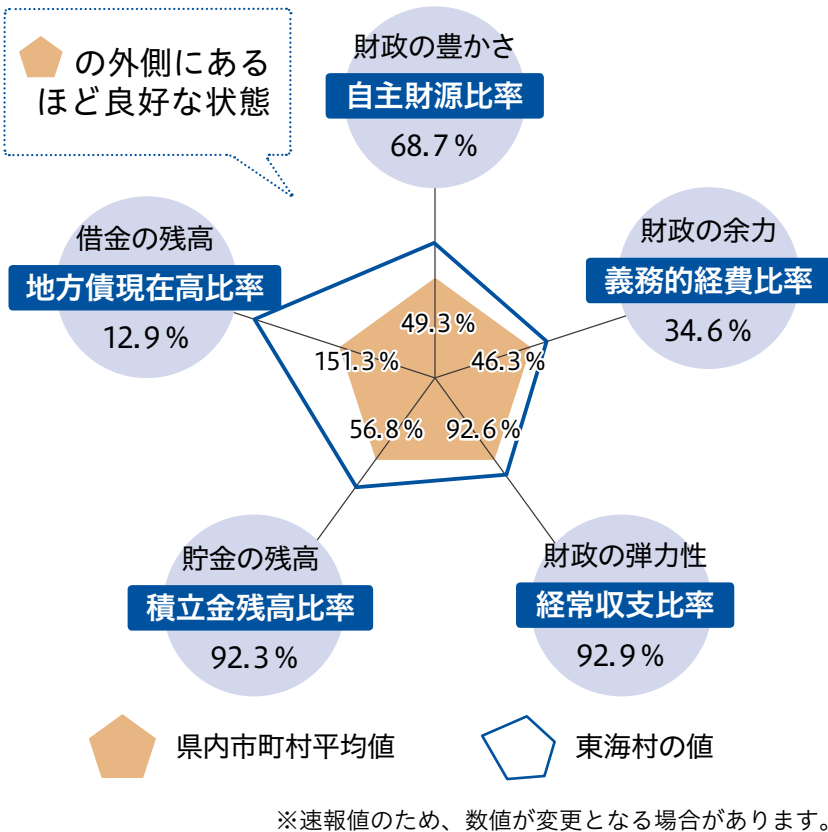 の外側にある
ほど良好な状態
財政の豊かさ
自主財源比率
68.7%
借金の残高
地方債現在高比率
12.9%
財政の余力
義務的経費比率
34.6%
49.3%
151.3%
46.3%
56.8%
92.6%
貯金の残高
積立金残高比率
92.3%
財政の弾力性
経常収支比率
92.9%
県内市町村平均値
東海村の値
※速報値のため、数値が変更となる場合があります。